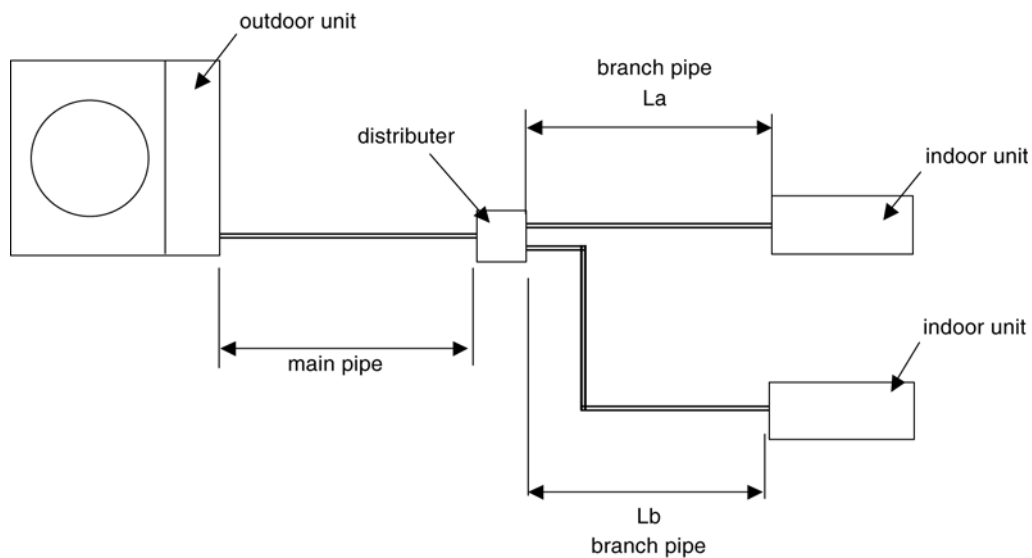 outdoor unit
branch pipe
La
distributer
indoor unit
main pipe
indoor unit
Lb
branch pipe